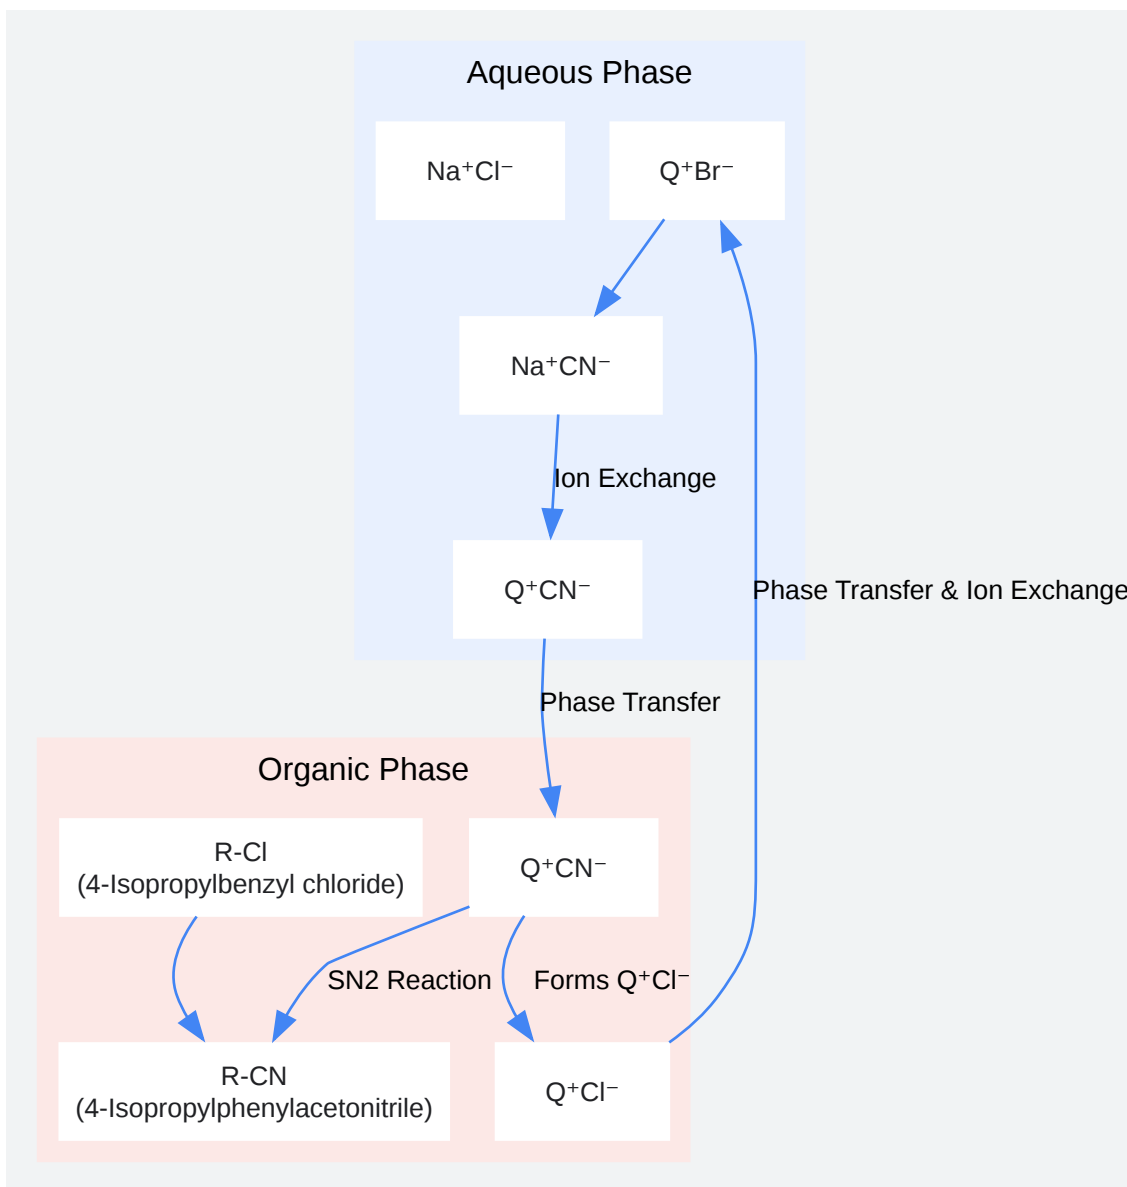 Aqueous Phase
Na⁺Cl⁻
Q⁺Br⁻
Na⁺CN⁻
Ion Exchange
Q⁺CN⁻
Phase Transfer & Ion Exchange
Phase Transfer
Organic Phase
R-Cl
(4-Isopropylbenzyl chloride)
Q⁺CN⁻
SN2 Reaction
Forms Q⁺Cl⁻
R-CN
(4-Isopropylphenylacetonitrile)
Q⁺Cl⁻